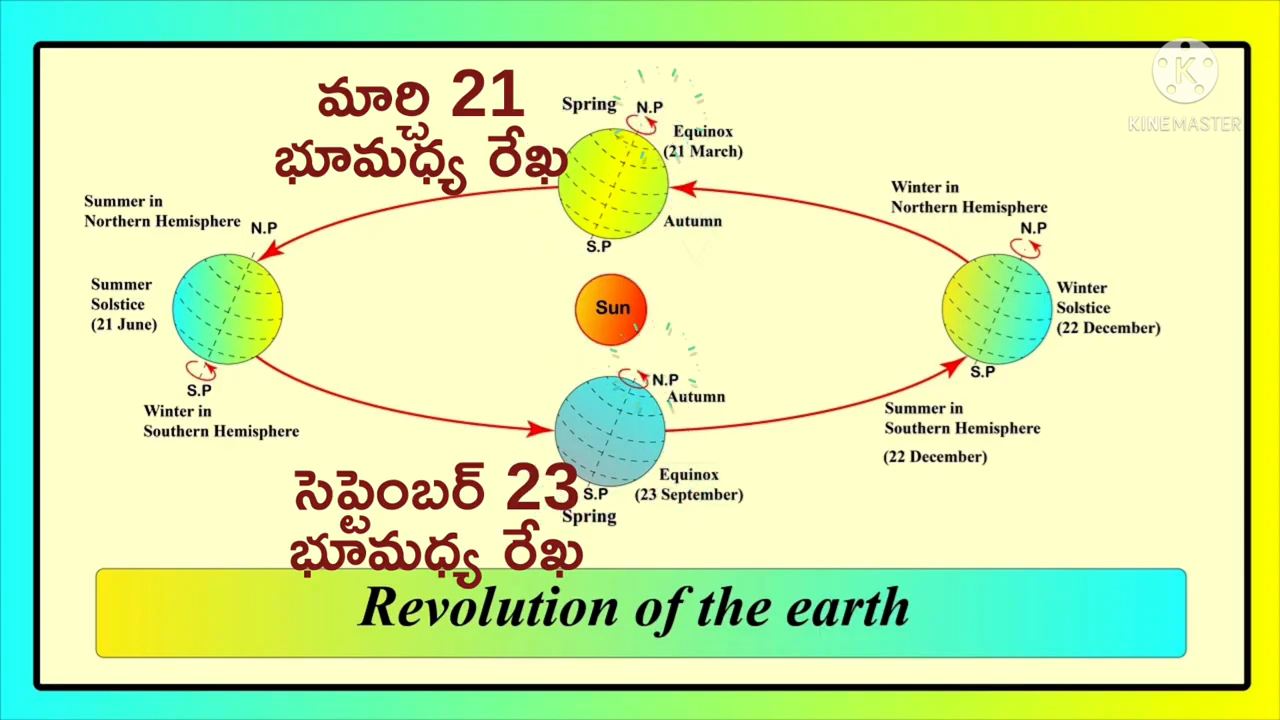 మార్చి 21
భూమధ్య రేఖ
Spring
N.P
Equinox
(21 March)
K
KINEMASTER
Summer in
Northern Hemisphere
N.P
Autumn
S.P
Winter in
Northern Hemisphere
N.P
Summer
Solstice
(21 June)
Sun
Winter
Solstice
(22 December)
S.P
Winter in
Southern Hemisphere
N.P
Autumn
S.P
Summer in
Southern Hemisphere
(22 December)
సెప్టెంబర్ 23
భూమధ్య రేఖ
Equinox
(23 September)
S.P
Spring
Revolution of the earth